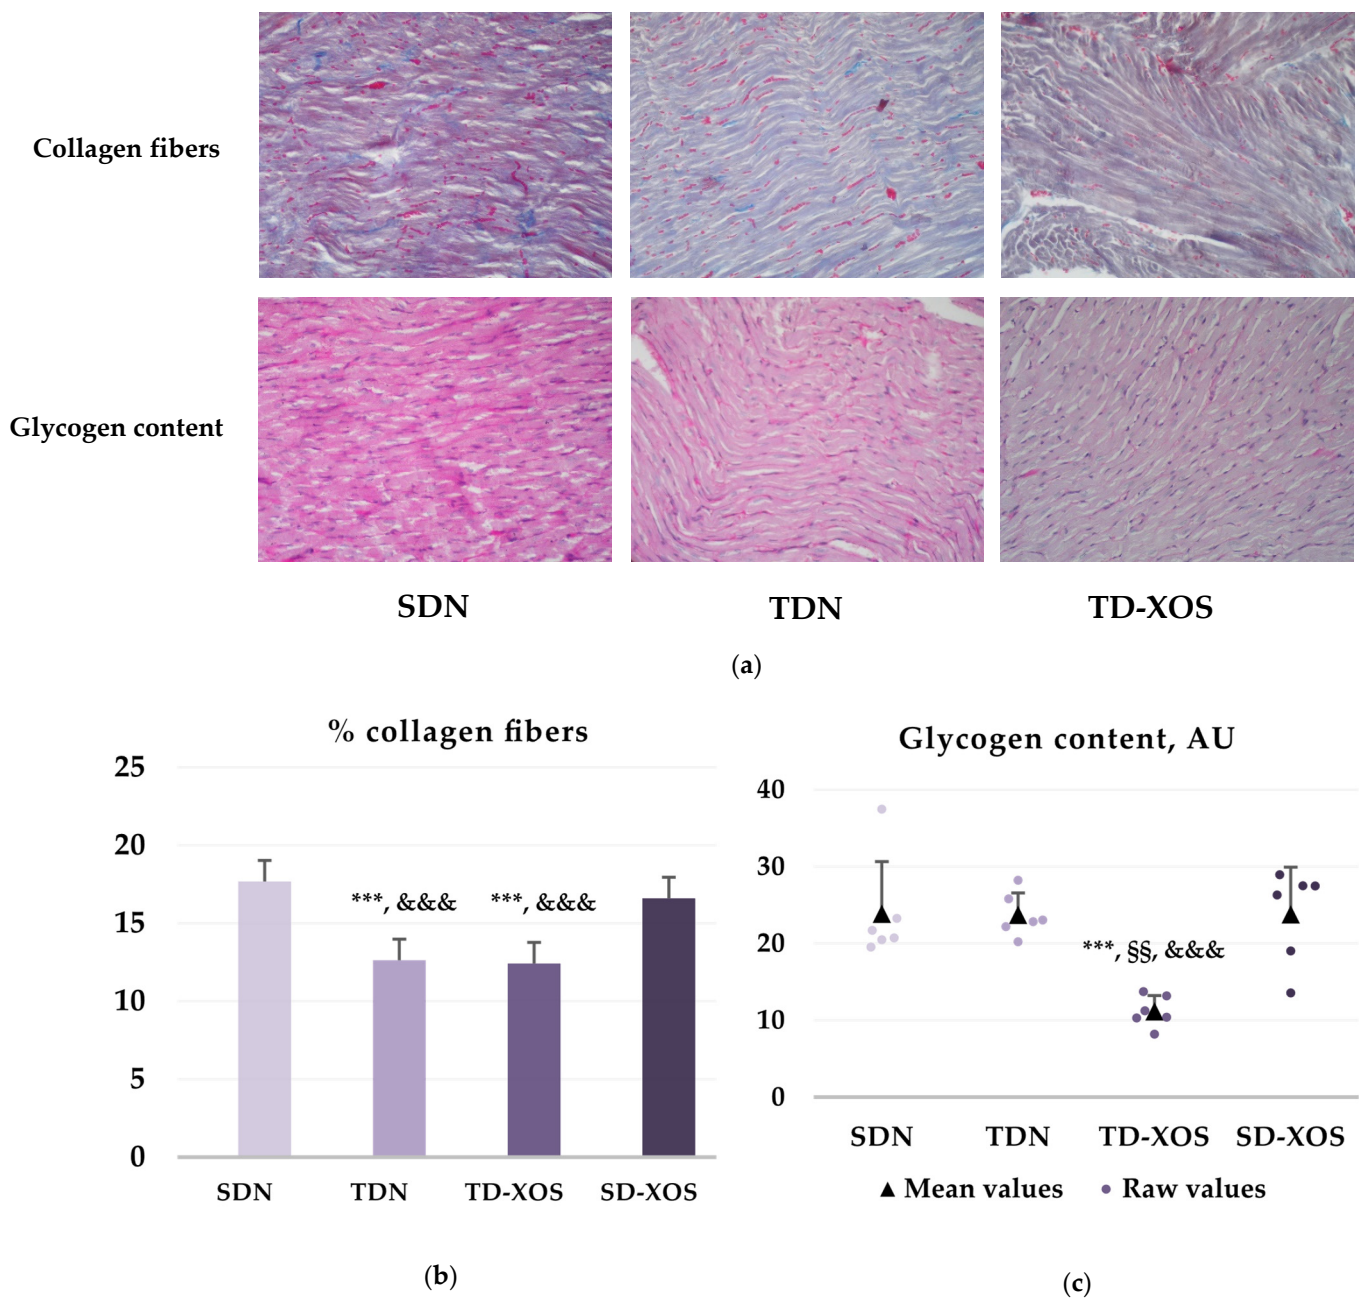 Collagen fibers
Glycogen content
SDN TDN TD-XOS
(a)
% collagen fibers
25
20
15
10
5
0
***, &&& ***, &&&
SDN TDN TD-XOS SD-XOS
(b)
Glycogen content, AU
40
30
20
10
0
***, §§, &&&
SDN TDN TD-XOS SD-XOS
▲ Mean values • Raw values
(c)